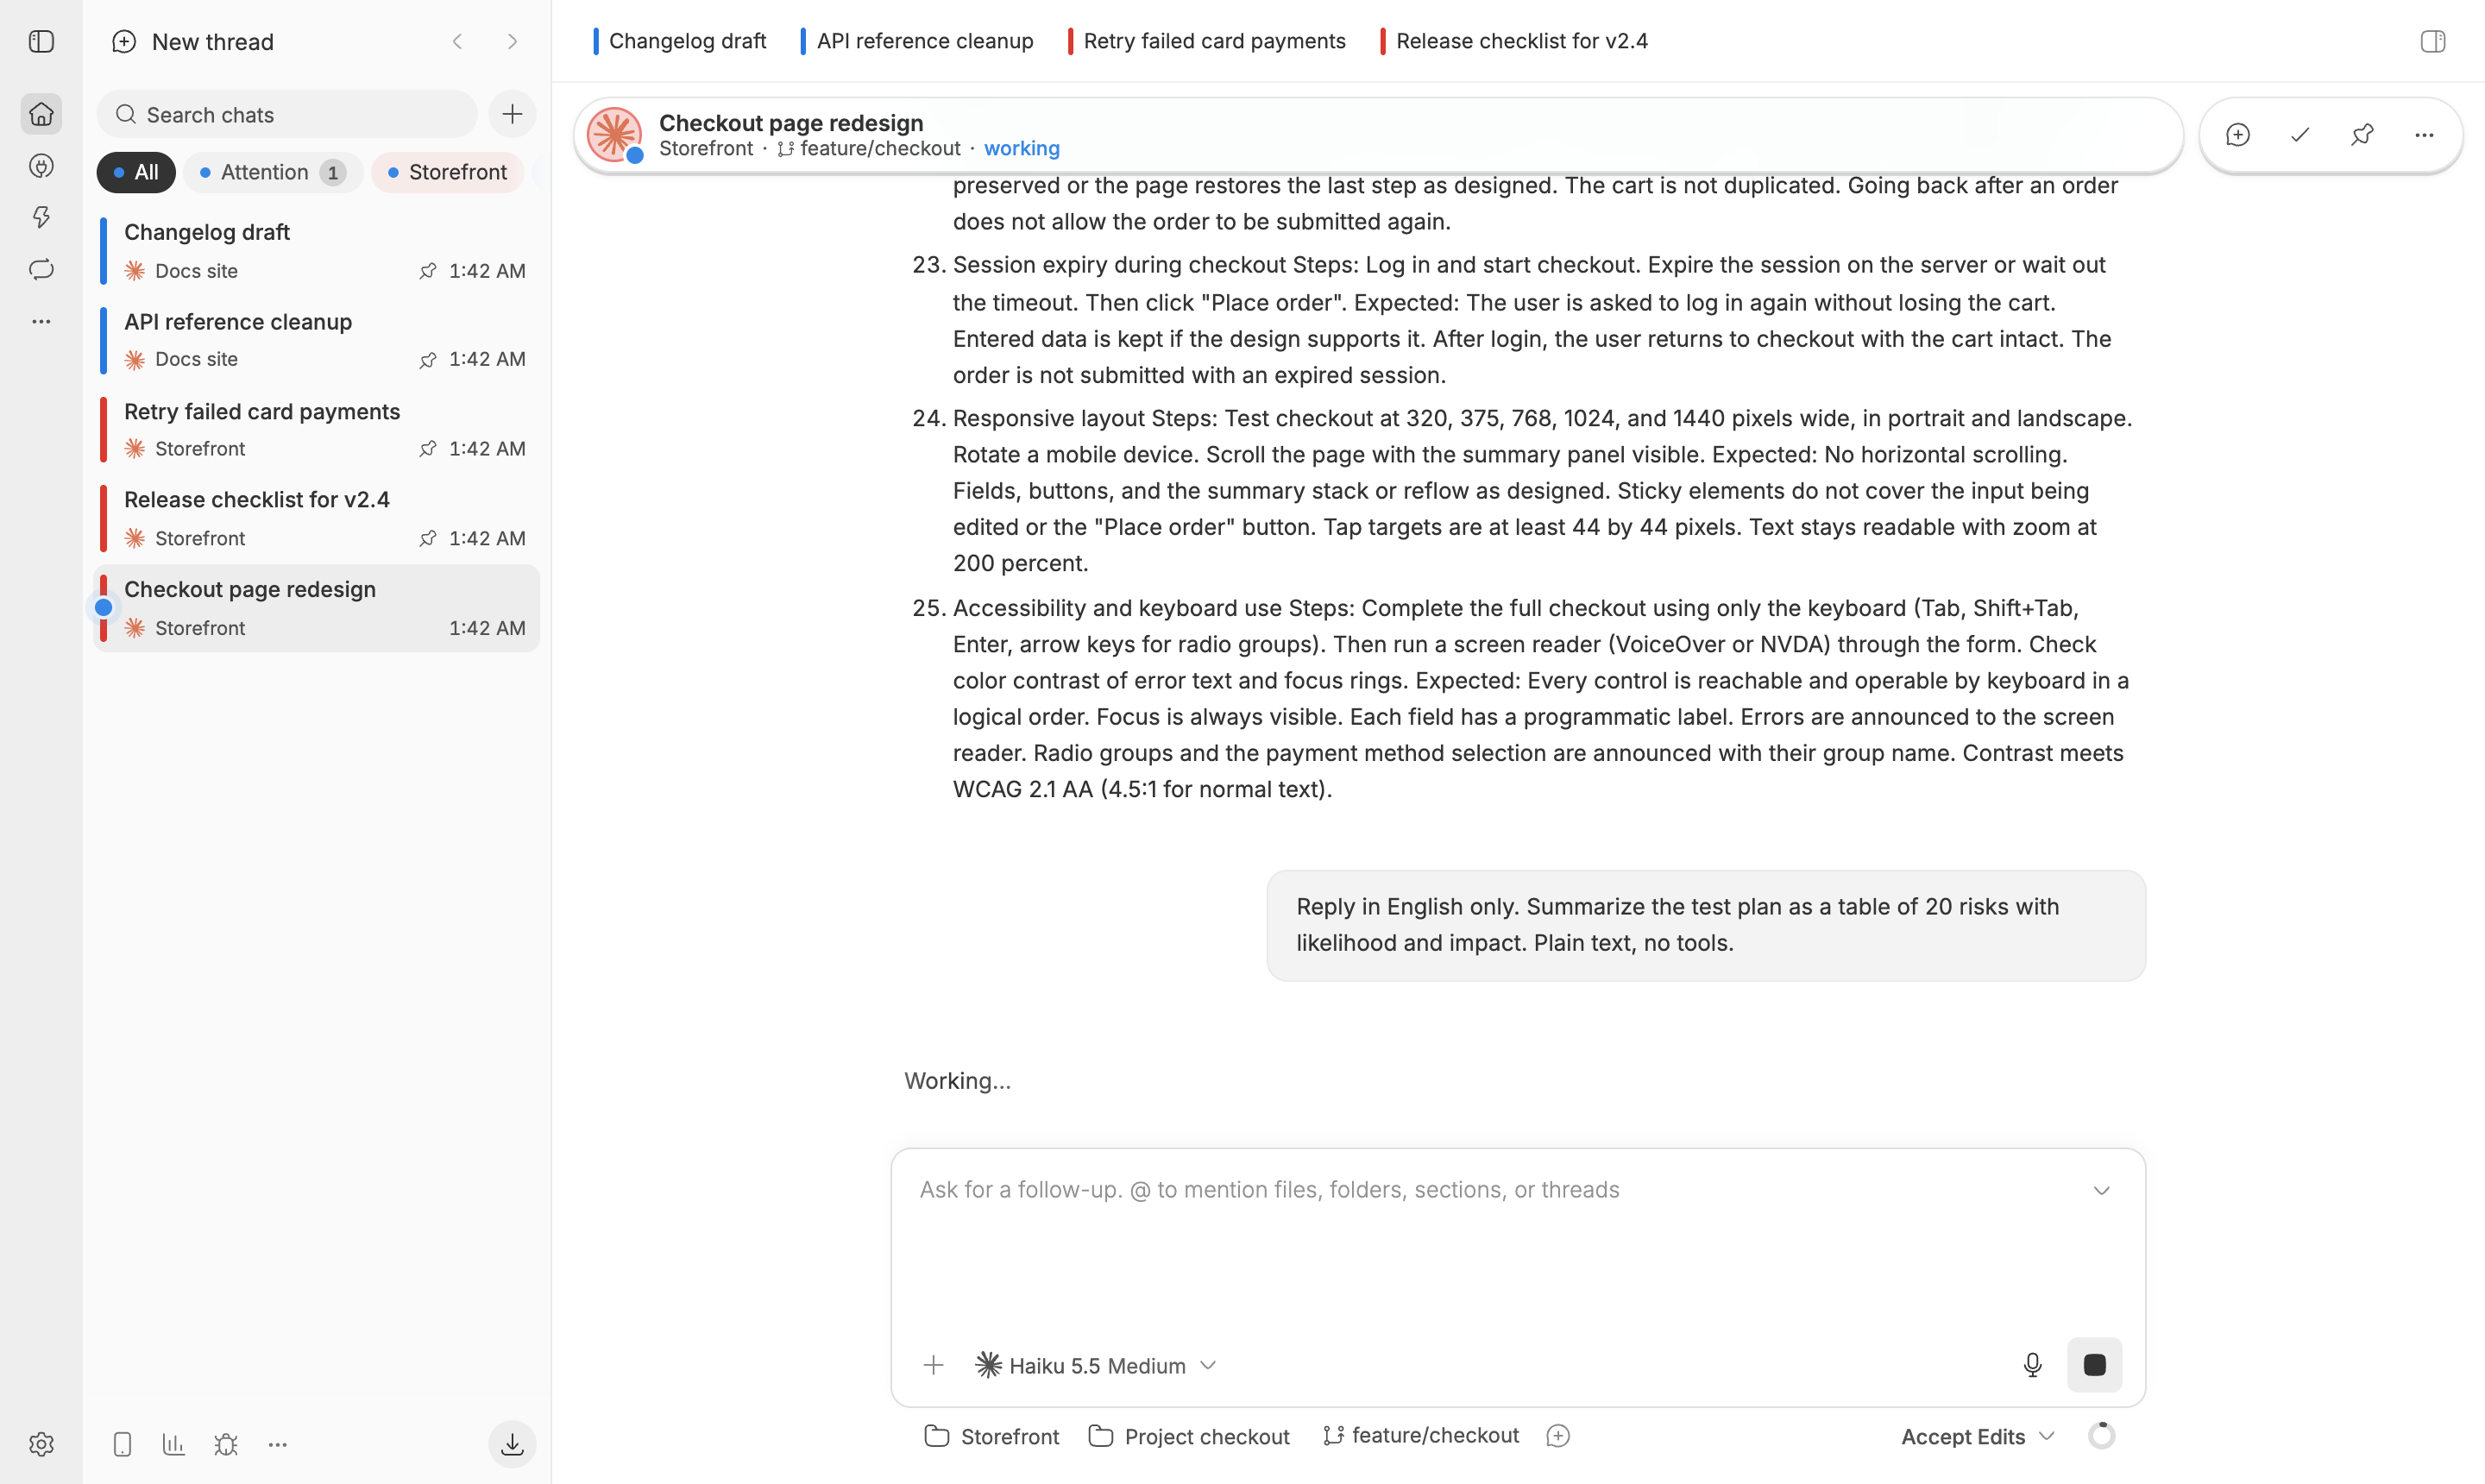 New thread
Search chats
All
Attention 1
Storefront
Changelog draft
Docs site 1:42 AM
API reference cleanup
Docs site 1:42 AM
Retry failed card payments
Storefront 1:42 AM
Release checklist for v2.4
Storefront 1:42 AM
Checkout page redesign
Storefront 1:42 AM
Changelog draft
API reference cleanup
Retry failed card payments
Release checklist for v2.4
Checkout page redesign
Storefront · feature/checkout · working
preserved or the page restores the last step as designed. The cart is not duplicated. Going back after an order
does not allow the order to be submitted again.
23. Session expiry during checkout Steps: Log in and start checkout. Expire the session on the server or wait out
the timeout. Then click "Place order". Expected: The user is asked to log in again without losing the cart.
Entered data is kept if the design supports it. After login, the user returns to checkout with the cart intact. The
order is not submitted with an expired session.
24. Responsive layout Steps: Test checkout at 320, 375, 768, 1024, and 1440 pixels wide, in portrait and landscape.
Rotate a mobile device. Scroll the page with the summary panel visible. Expected: No horizontal scrolling.
Fields, buttons, and the summary stack or reflow as designed. Sticky elements do not cover the input being
edited or the "Place order" button. Tap targets are at least 44 by 44 pixels. Text stays readable with zoom at
200 percent.
25. Accessibility and keyboard use Steps: Complete the full checkout using only the keyboard (Tab, Shift+Tab,
Enter, arrow keys for radio groups). Then run a screen reader (VoiceOver or NVDA) through the form. Check
color contrast of error text and focus rings. Expected: Every control is reachable and operable by keyboard in a
logical order. Focus is always visible. Each field has a programmatic label. Errors are announced to the screen
reader. Radio groups and the payment method selection are announced with their group name. Contrast meets
WCAG 2.1 AA (4.5:1 for normal text).
Reply in English only. Summarize the test plan as a table of 20 risks with
likelihood and impact. Plain text, no tools.
Working...
Ask for a follow-up. @ to mention files, folders, sections, or threads
Haiku 5.5 Medium
Storefront
Project checkout
feature/checkout
Accept Edits